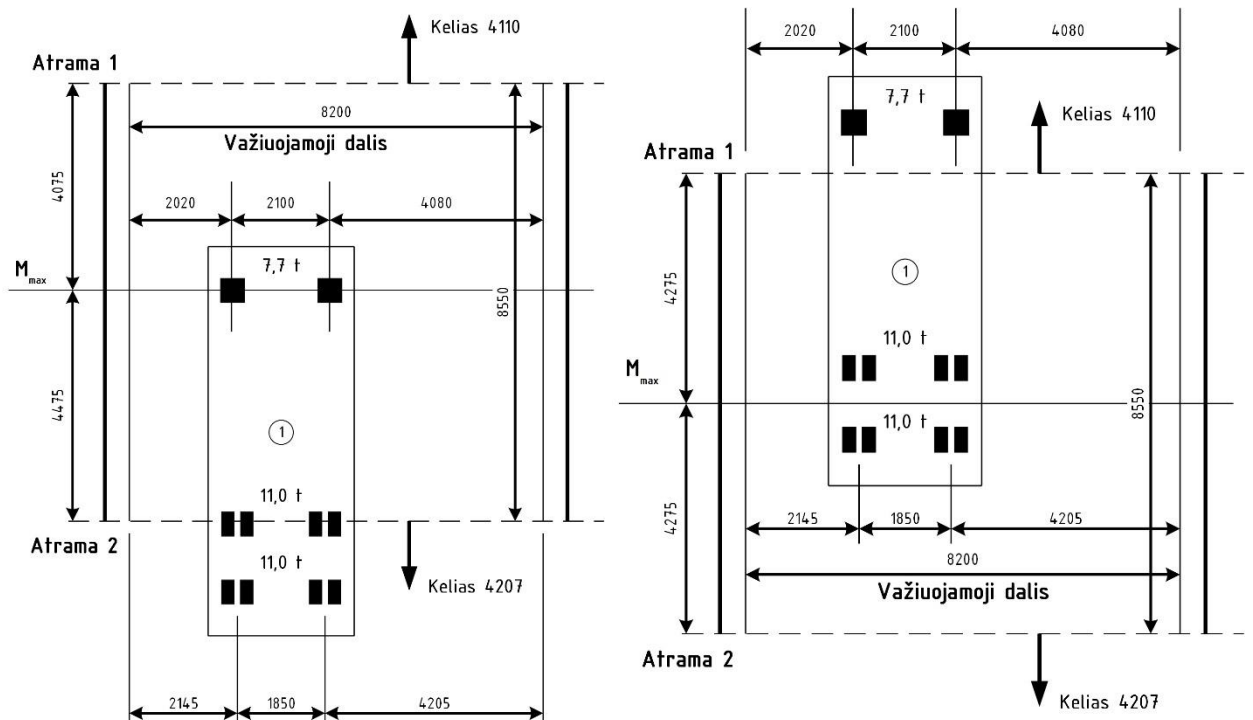 Kelias 4110
Atrama 1
8200
Važiuojamoji dalis
4075
2020
2100
4080
7,7 t
M max
8550
4475
1
11,0 t
Atrama 2
11,0 t
Kelias 4207
2145
1850
4205
2020
2100
4080
7,7 t
Kelias 4110
Atrama 1
4275
1
11,0 t
M max
8550
11,0 t
4275
2145
1850
4205
8200
Važiuojamoji dalis
Atrama 2
Kelias 4207